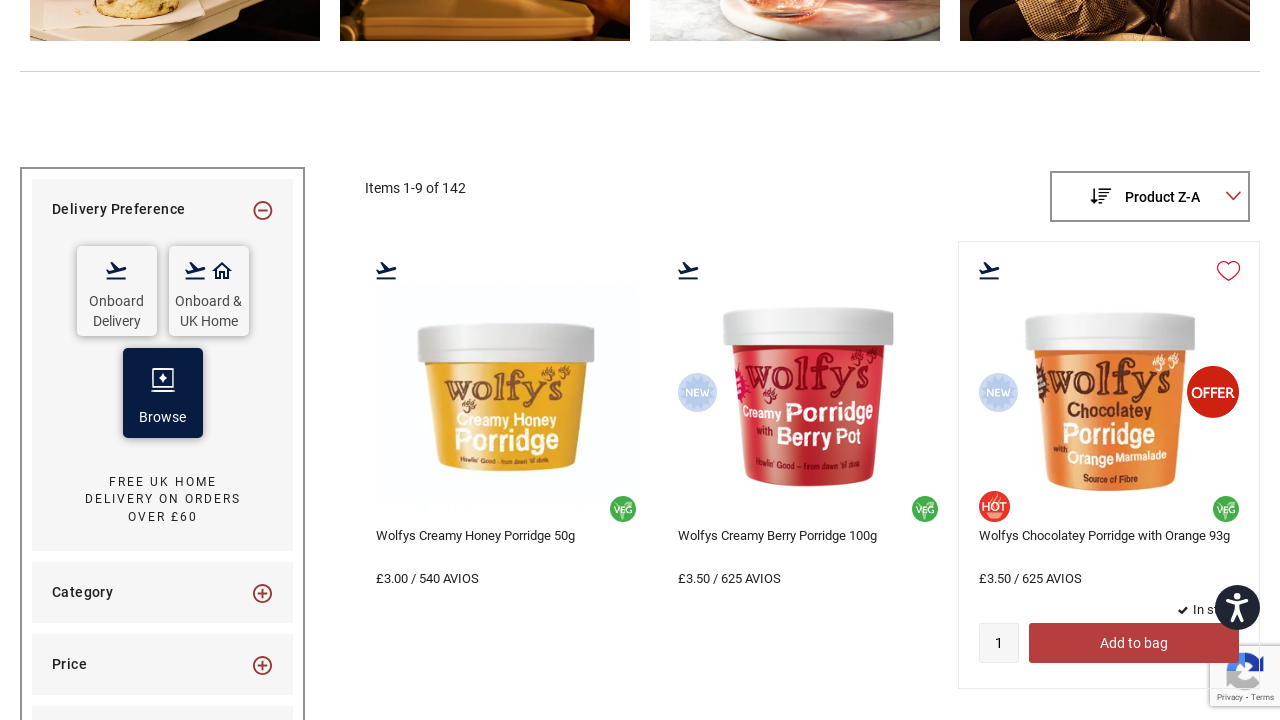 Delivery Preference
Onboard
Delivery
Onboard &
UK Home
Browse
FREE UK HOME
DELIVERY ON ORDERS
OVER £60
Category
Price
Items 1-9 of 142
Product Z-A
wolfy's
Creamy Honey
Porridge
Howlin' Good - from dawn 'til dusk
VEG
Wolfys Creamy Honey Porridge 50g
£3.00 / 540 AVIOS
NEW
wolfy's
Creamy Porridge
with Berry Pot
Howlin' Good - from dawn 'til dusk
VEG
Wolfys Creamy Berry Porridge 100g
£3.50 / 625 AVIOS
NEW
OFFER
wolfy's
Chocolatey
Porridge
with Orange Marmalade
Source of Fibre
HOT
VEG
Wolfys Chocolatey Porridge with Orange 93g
£3.50 / 625 AVIOS
In st
1
Add to bag
Privacy - Terms